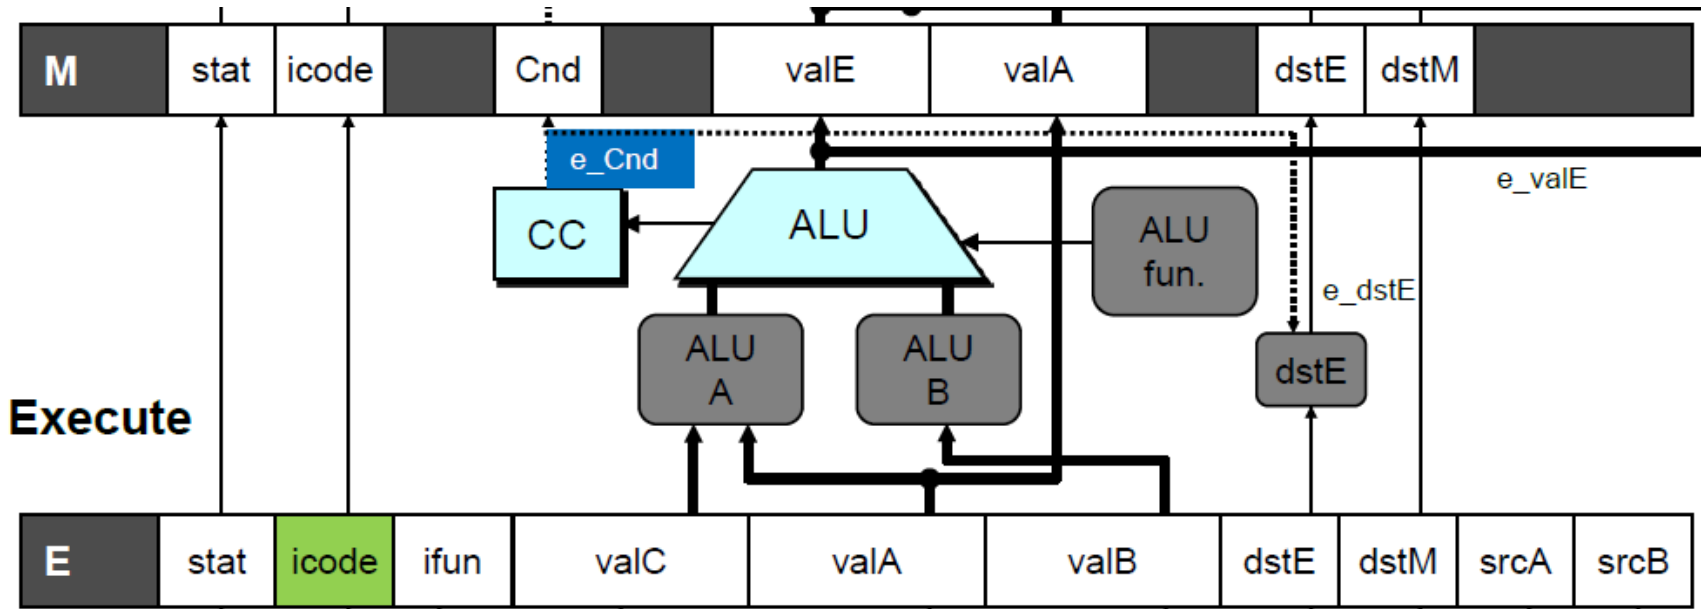 M stat icode Cnd valE valA dstE dstM
e_Cnd
e_valE
CC
ALU
ALU
fun.
e_dstE
ALU
A
ALU
B
dstE
Execute
E stat icode ifun valC valA valB dstE dstM srcA srcB